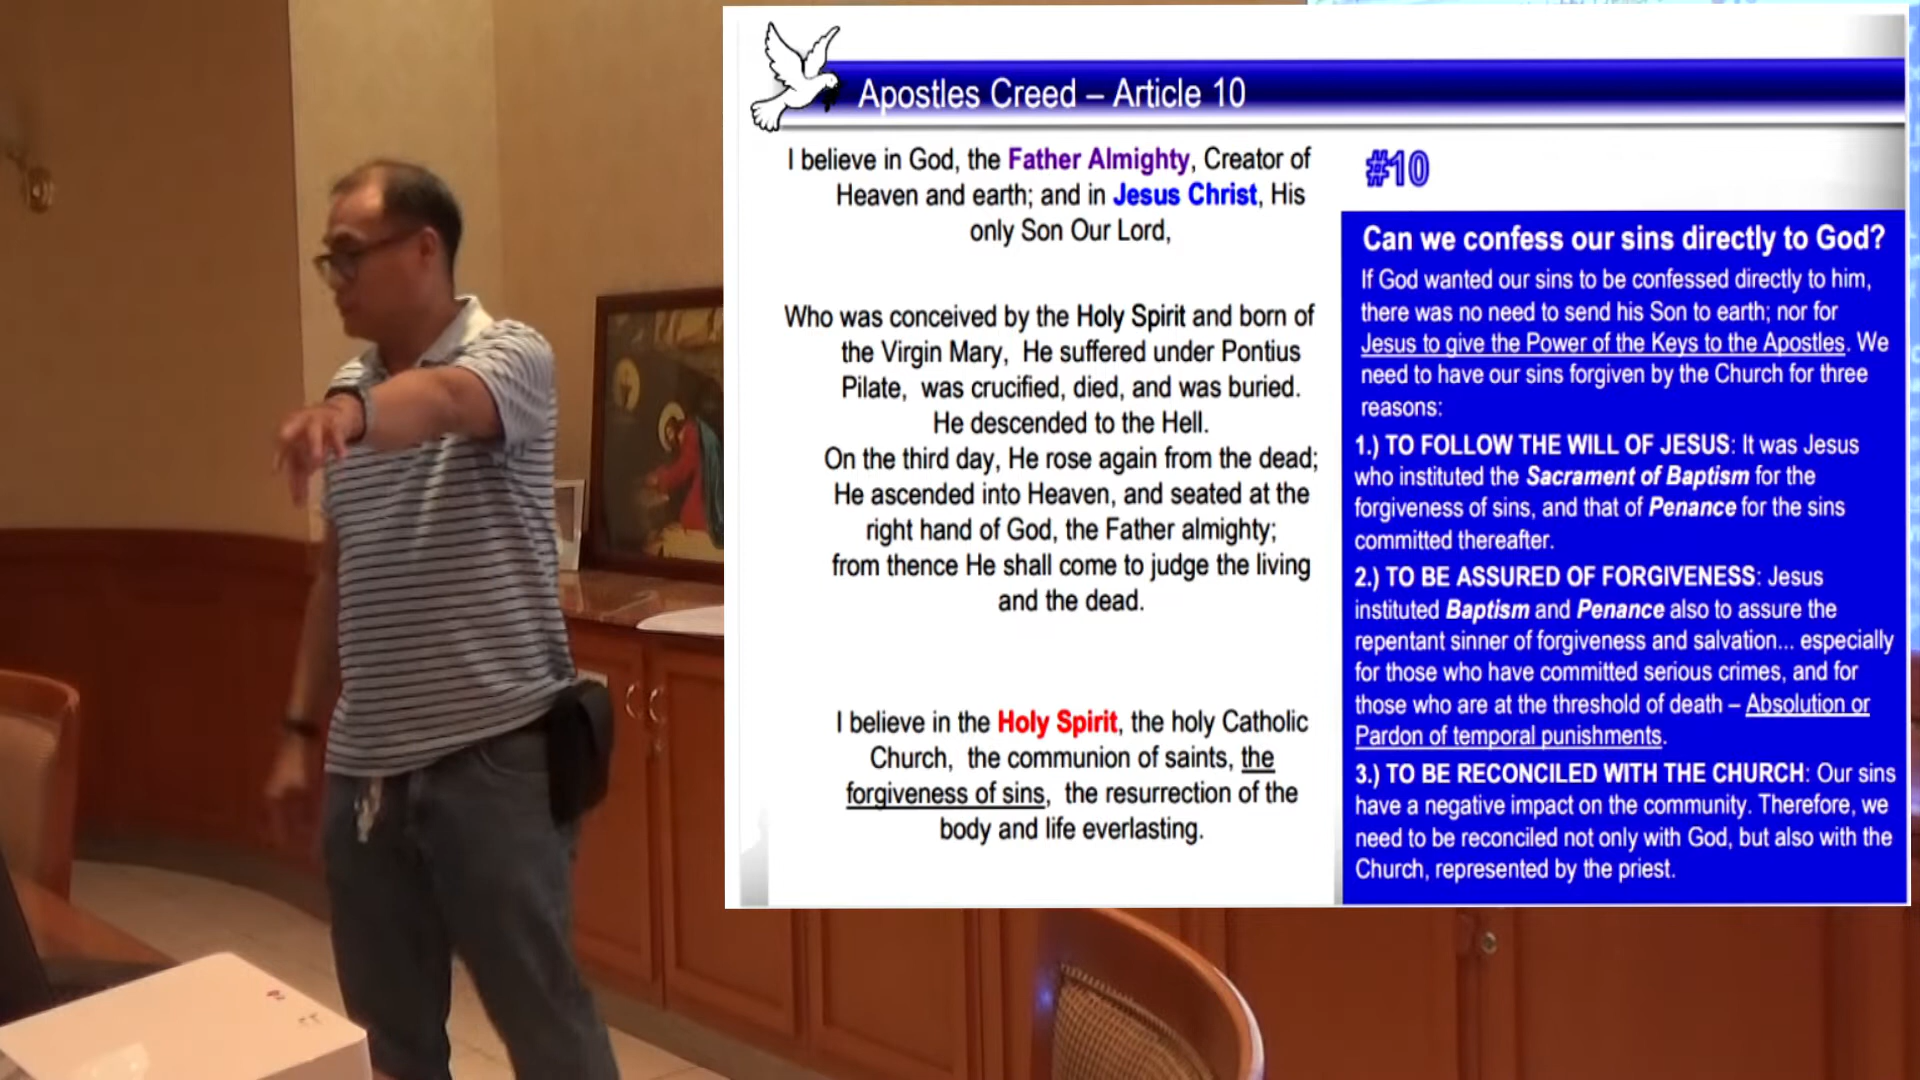 Apostles Creed – Article 10
I believe in God, the Father Almighty, Creator of
Heaven and earth; and in Jesus Christ, His
only Son Our Lord,
Who was conceived by the Holy Spirit and born of
the Virgin Mary, He suffered under Pontius
Pilate, was crucified, died, and was buried.
He descended to the Hell.
On the third day, He rose again from the dead;
He ascended into Heaven, and seated at the
right hand of God, the Father almighty;
from thence He shall come to judge the living
and the dead.
I believe in the Holy Spirit, the holy Catholic
Church, the communion of saints, the
forgiveness of sins, the resurrection of the
body and life everlasting.
#10
Can we confess our sins directly to God?
If God wanted our sins to be confessed directly to him,
there was no need to send his Son to earth; nor for
Jesus to give the Power of the Keys to the Apostles. We
need to have our sins forgiven by the Church for three
reasons:
1.) TO FOLLOW THE WILL OF JESUS: It was Jesus
who instituted the Sacrament of Baptism for the
forgiveness of sins, and that of Penance for the sins
committed thereafter.
2.) TO BE ASSURED OF FORGIVENESS: Jesus
instituted Baptism and Penance also to assure the
repentant sinner of forgiveness and salvation... especially
for those who have committed serious crimes, and for
those who are at the threshold of death – Absolution or
Pardon of temporal punishments.
3.) TO BE RECONCILED WITH THE CHURCH: Our sins
have a negative impact on the community. Therefore, we
need to be reconciled not only with God, but also with the
Church, represented by the priest.